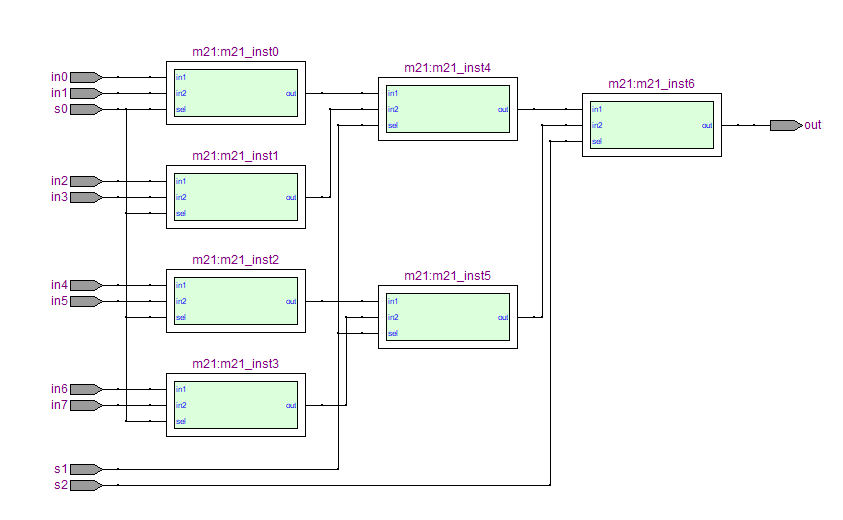 m21:m21_inst0
in0
in1
s0
in1
in2
sel
out
m21:m21_inst4
in1
in2
sel
out
m21:m21_inst6
in1
in2
sel
out
out
m21:m21_inst1
in2
in3
in1
in2
sel
out
m21:m21_inst2
in4
in5
in1
in2
sel
out
m21:m21_inst5
in1
in2
sel
out
m21:m21_inst3
in6
in7
in1
in2
sel
out
s1
s2